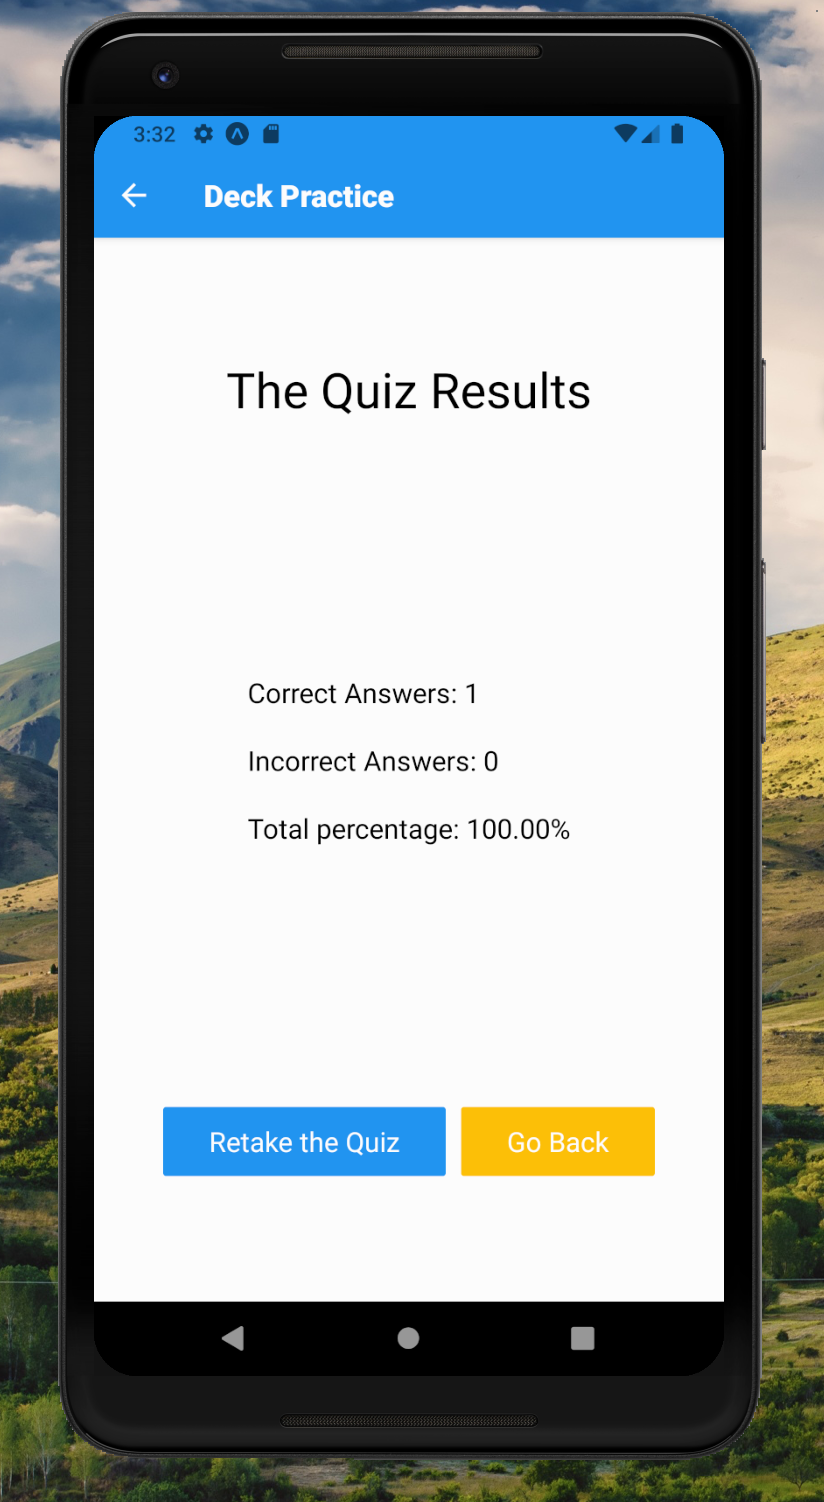 3:32
Deck Practice
The Quiz Results
Correct Answers: 1
Incorrect Answers: 0
Total percentage: 100.00%
Retake the Quiz
Go Back